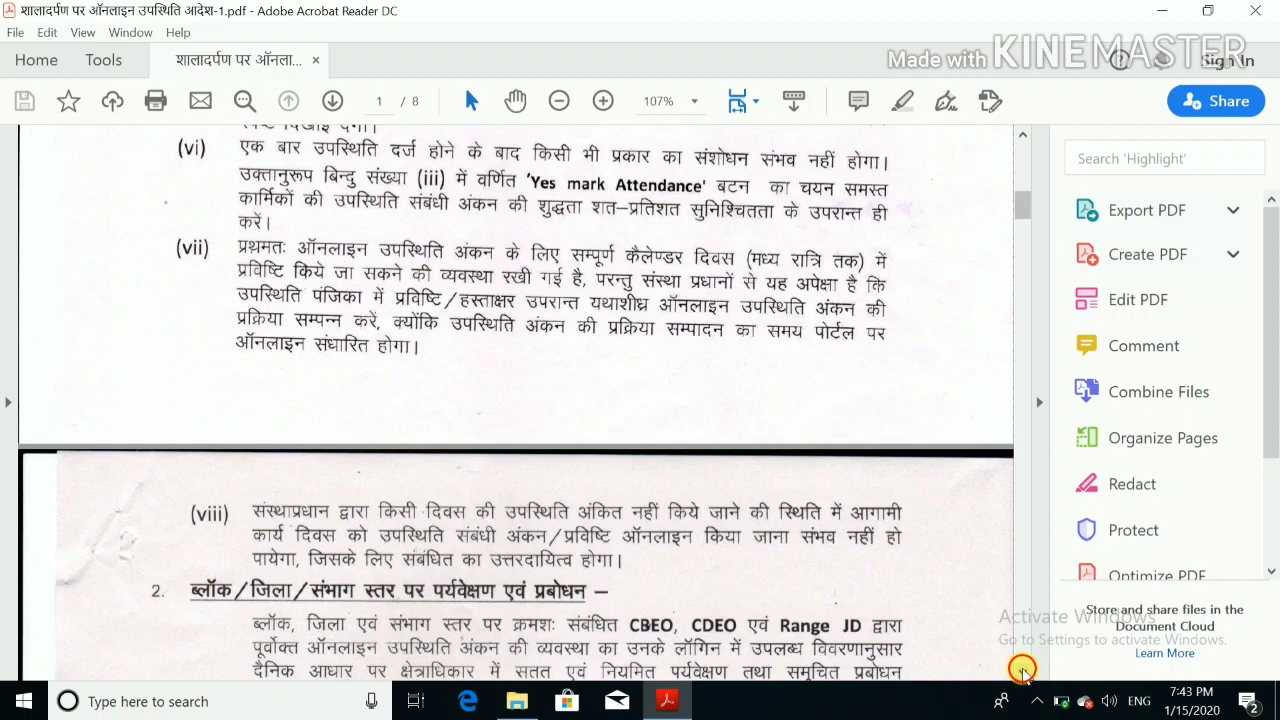 शालादर्पण पर ऑनलाइन उपस्थिति आदेश-1.pdf - Adobe Acrobat Reader DC
File Edit View Window Help
Home Tools शालादर्पण पर ऑनला... ×
Made with KINEMASTER
Sign In
1 / 8 107% Share
(vi) एक बार उपस्थिति दर्ज होने के बाद किसी भी प्रकार का संशोधन संभव नहीं होगा।
उक्तानुरूप बिन्दु संख्या (iii) में वर्णित 'Yes mark Attendance' बटन का चयन समस्त
कार्मिकों की उपस्थिति संबंधी अंकन की शुद्धता शत-प्रतिशत सुनिश्चितता के उपरान्त ही
करें।
(vii) प्रथमतः ऑनलाइन उपस्थिति अंकन के लिए सम्पूर्ण कैलेण्डर दिवस (मध्य रात्रि तक) में
प्रविष्टि किये जा सकने की व्यवस्था रखी गई है, परन्तु संस्था प्रधानों से यह अपेक्षा है कि
उपस्थिति पंजिका में प्रविष्टि/हस्ताक्षर उपरान्त यथाशीघ्र ऑनलाइन उपस्थिति अंकन की
प्रक्रिया सम्पन्न करें, क्योंकि उपस्थिति अंकन की प्रक्रिया सम्पादन का समय पोर्टल पर
ऑनलाइन संधारित होगा।
(viii) संस्थाप्रधान द्वारा किसी दिवस की उपस्थिति अंकित नहीं किये जाने की स्थिति में आगामी
कार्य दिवस को उपस्थिति संबंधी अंकन/प्रविष्टि ऑनलाइन किया जाना संभव नहीं हो
पायेगा, जिसके लिए संबंधित का उत्तरदायित्व होगा।
2. ब्लॉक/जिला/संभाग स्तर पर पर्यवेक्षण एवं प्रबोधन –
ब्लॉक, जिला एवं संभाग स्तर पर क्रमशः संबंधित CBEO, CDEO एवं Range JD द्वारा
पूर्वोक्त ऑनलाइन उपस्थिति अंकन की व्यवस्था का उनके लॉगिन में उपलब्ध विवरणानुसार
दैनिक आधार पर क्षेत्राधिकार में सतत एवं नियमित पर्यवेक्षण तथा समुचित प्रबोधन
Search 'Highlight'
Export PDF
Create PDF
Edit PDF
Comment
Combine Files
Organize Pages
Redact
Protect
Optimize PDF
Store and share files in the
Document Cloud
Learn More
Activate Windows
Go to Settings to activate Windows.
Type here to search
ENG
7:43 PM
1/15/2020
2